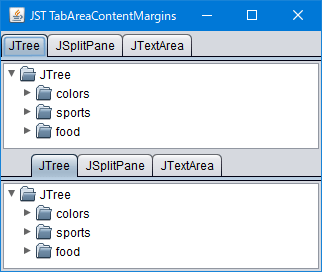 JST TabAreaContentMargins
JTree JSplitPane JTextArea
JTree
colors
sports
food
JTree JSplitPane JTextArea
JTree
colors
sports
food